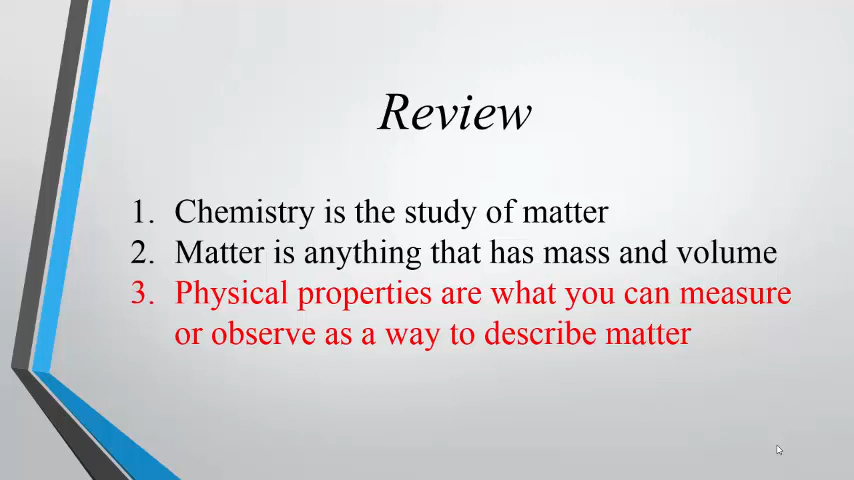 Review
1. Chemistry is the study of matter
2. Matter is anything that has mass and volume
3. Physical properties are what you can measure
or observe as a way to describe matter